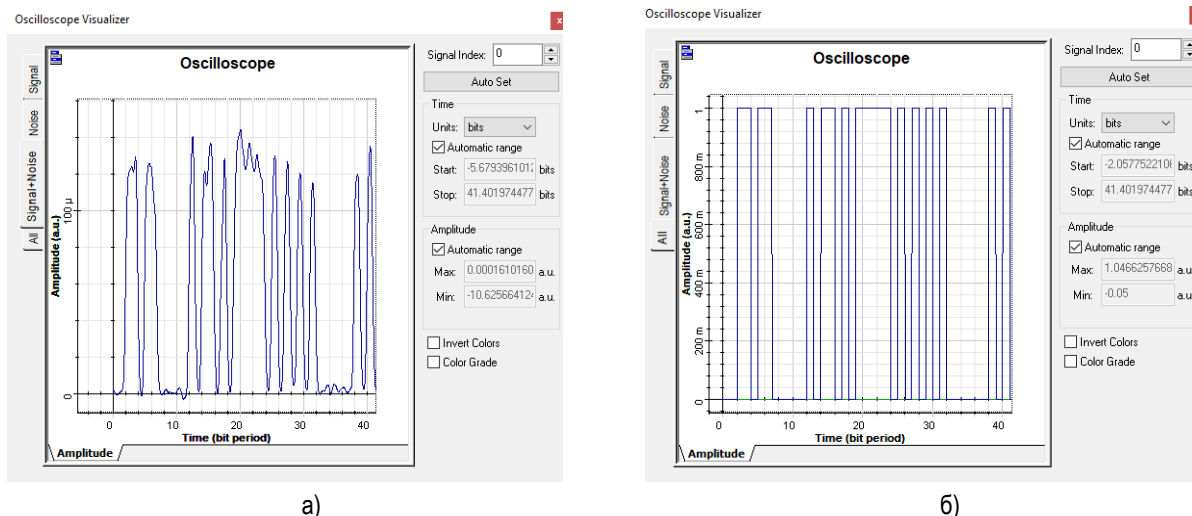 Oscilloscope Visualizer
x
Signal
Noise
Signal+Noise
All
Oscilloscope
Amplitude (a.u.)
100 µ
0
0 10 20 30 40
Time (bit period)
Amplitude
Signal Index: 0
Auto Set
Time
Units: bits
Automatic range
Start: -5.6793961012 bits
Stop: 41.401974477 bits
Amplitude
Automatic range
Max: 0.0001610160 a.u.
Min: -10.625664124 a.u.
Invert Colors
Color Grade
а)
Oscilloscope Visualizer
Signal
Noise
Signal+Noise
All
Oscilloscope
Amplitude (a.u.)
1
800 m
600 m
400 m
200 m
0
0 10 20 30 40
Time (bit period)
Amplitude
Signal Index: 0
Auto Set
Time
Units: bits
Automatic range
Start: -2.0577522106 bits
Stop: 41.401974477 bits
Amplitude
Automatic range
Max: 1.0466257668 a.u.
Min: -0.05 a.u.
Invert Colors
Color Grade
б)